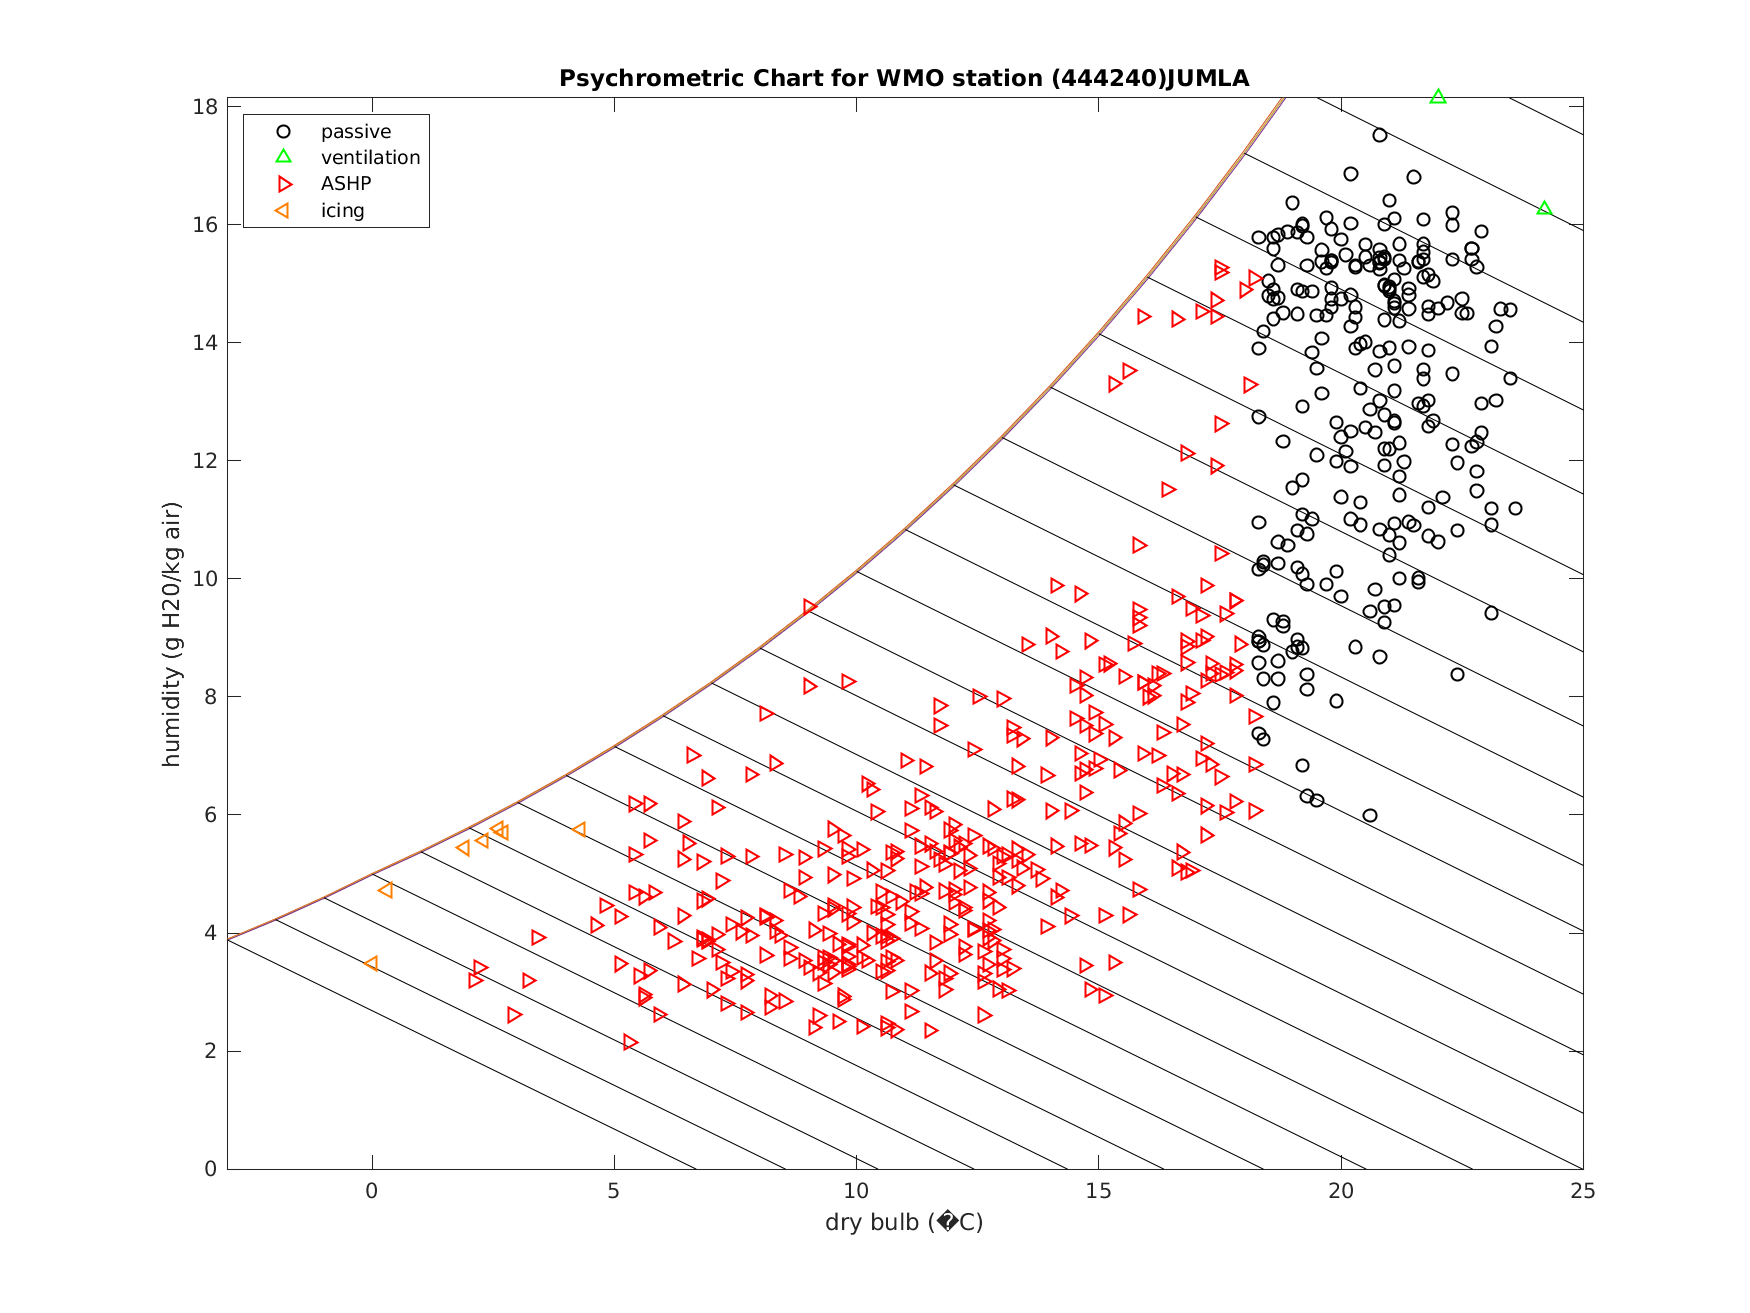 Psychrometric Chart for WMO station (444240)JUMLA
passive
ventilation
ASHP
icing
18
16
14
12
10
8
6
4
2
0
humidity (g H20/kg air)
0 5 10 15 20 25
dry bulb (�C)